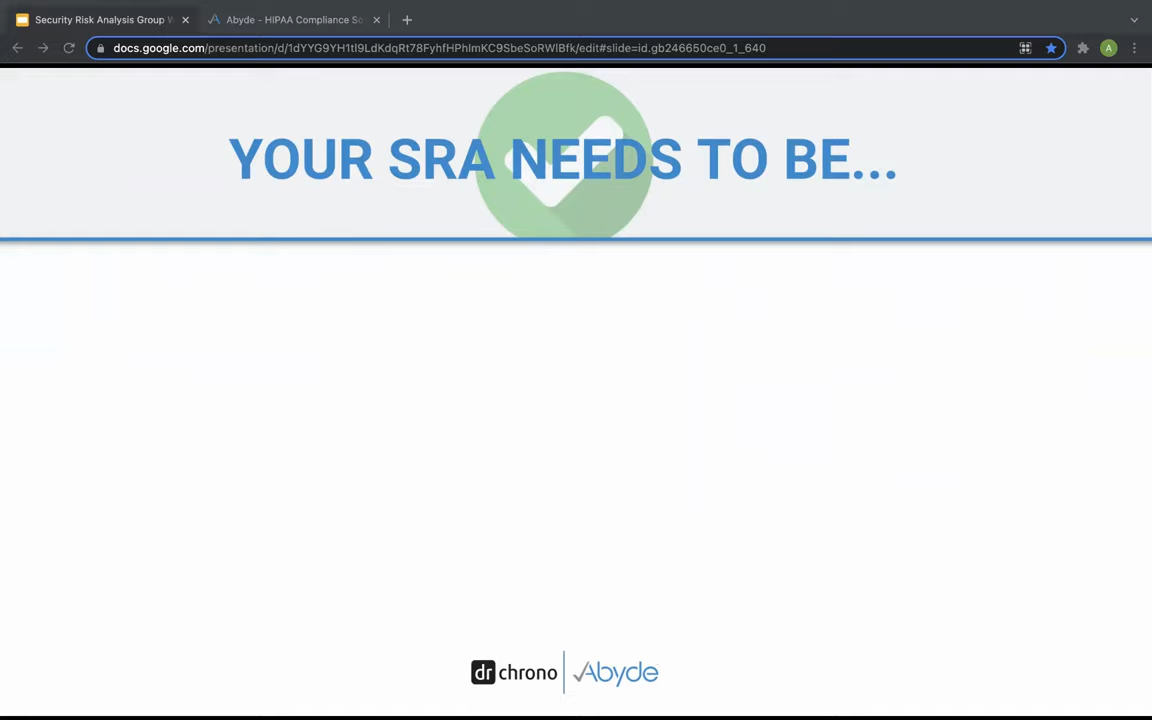 Security Risk Analysis Group
Abyde - HIPAA Compliance So
docs.google.com/presentation/d/1dYYG9YH1tI9LdKdqRt78FyhfHPhImKC9SbeSoRWIBfk/edit#slide=id.gb246650ce0_1_640
A
YOUR SRA NEEDS TO BE...
dr chrono
Abyde